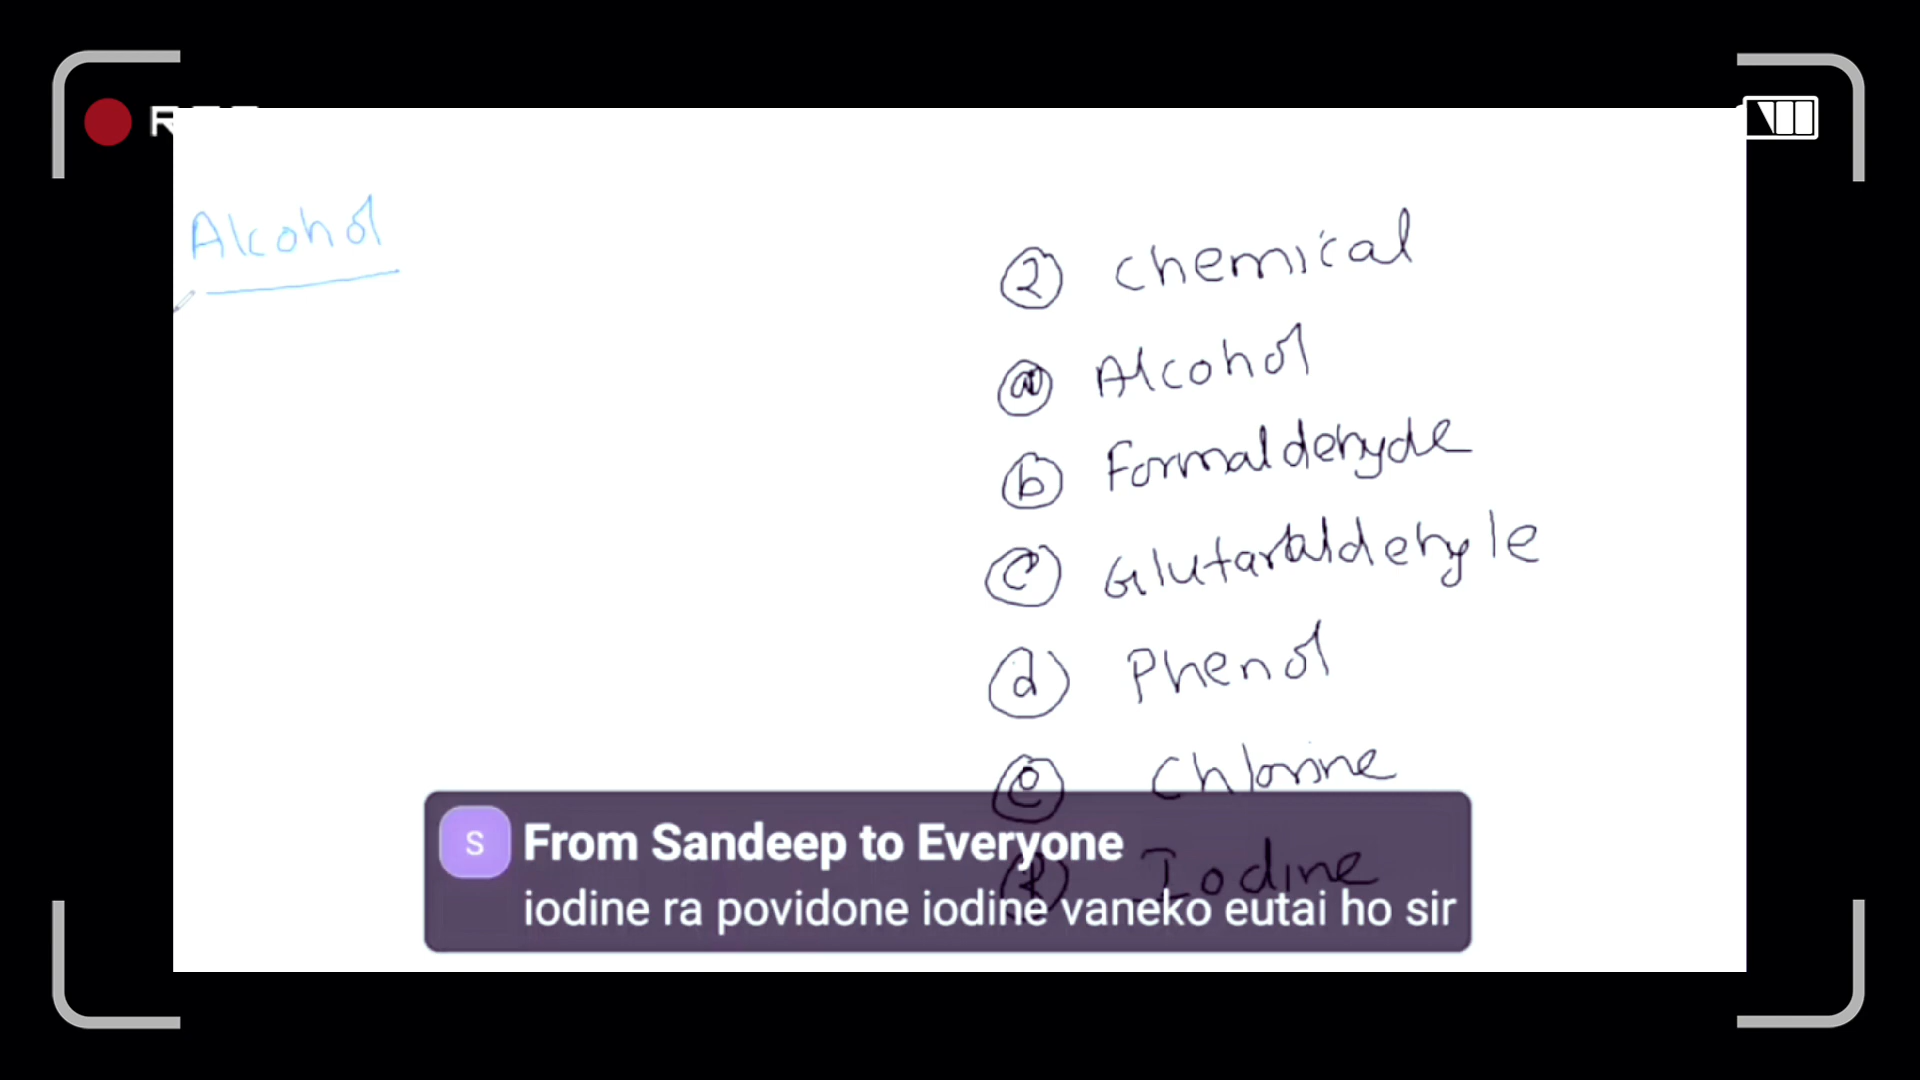 Alcohol
② Chemical
ⓐ Alcohol
ⓑ Formaldehyde
ⓒ Glutaraldehyle
ⓓ Phenol
ⓔ Chlorine
ⓕ Iodine
S From Sandeep to Everyone
iodine ra povidone iodine vaneko eutai ho sir